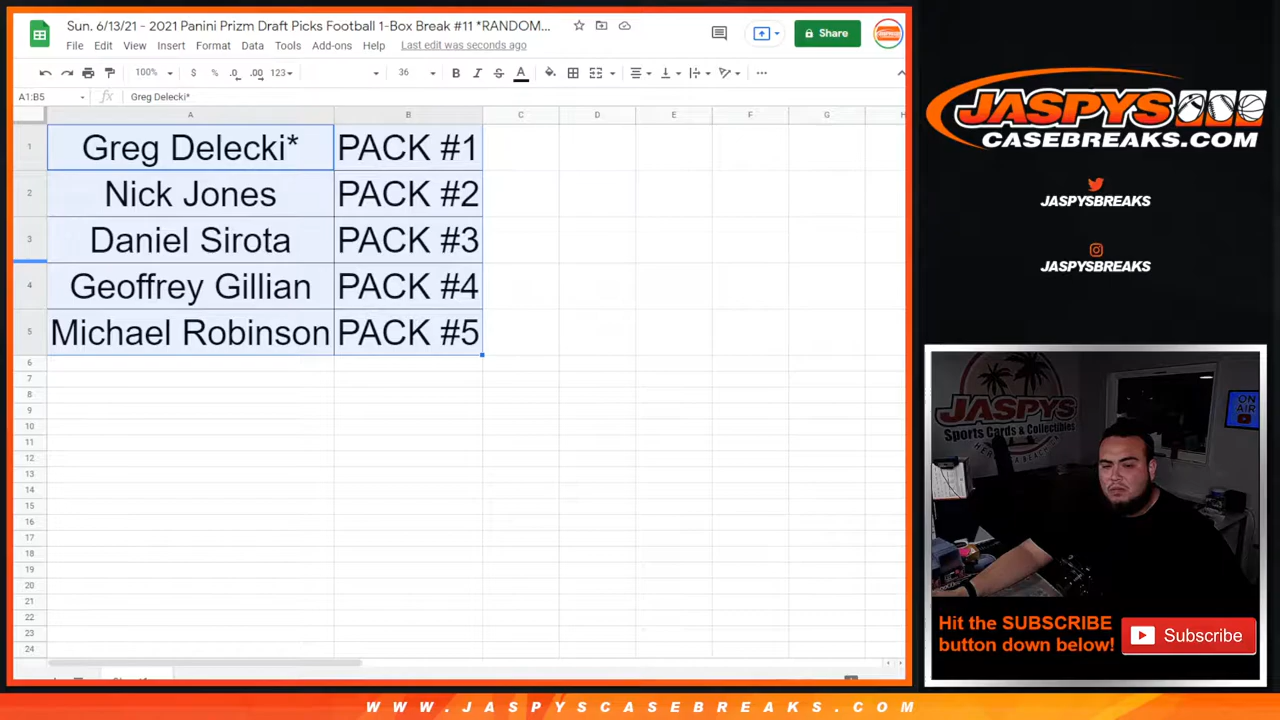 Sun. 6/13/21 - 2021 Panini Prizm Draft Picks Football 1-Box Break #11 *RANDOM...
File Edit View Insert Format Data Tools Add-ons Help Last edit was seconds ago
Share
100% $ % .0 .00 123 36 B I S A
A1:B5 fx Greg Delecki*
A B C D E F G H
1 Greg Delecki* PACK #1
2 Nick Jones PACK #2
3 Daniel Sirota PACK #3
4 Geoffrey Gillian PACK #4
5 Michael Robinson PACK #5
6
7
8
9
10
11
12
13
14
15
16
17
18
19
20
21
22
23
24
JASPYS
CASEBREAKS.COM
JASPYSBREAKS
JASPYSBREAKS
JASPYS
Sports Cards & Collectibles
ON
AIR
Hit the SUBSCRIBE
button down below!
Subscribe
WWW.JASPYSCASEBREAKS.COM